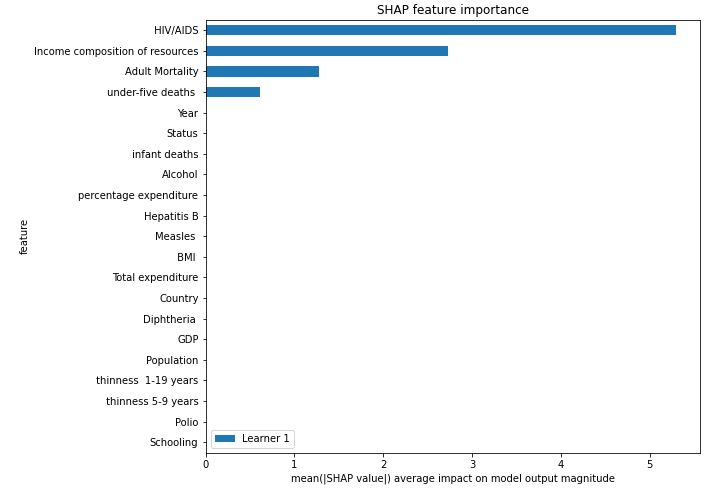 SHAP feature importance
HIV/AIDS
Income composition of resources
Adult Mortality
under-five deaths
Year
Status
infant deaths
Alcohol
percentage expenditure
Hepatitis B
Measles
BMI
Total expenditure
Country
Diphtheria
GDP
Population
thinness  1-19 years
thinness 5-9 years
Polio
Schooling
feature
Learner 1
0 1 2 3 4 5
mean(|SHAP value|) average impact on model output magnitude